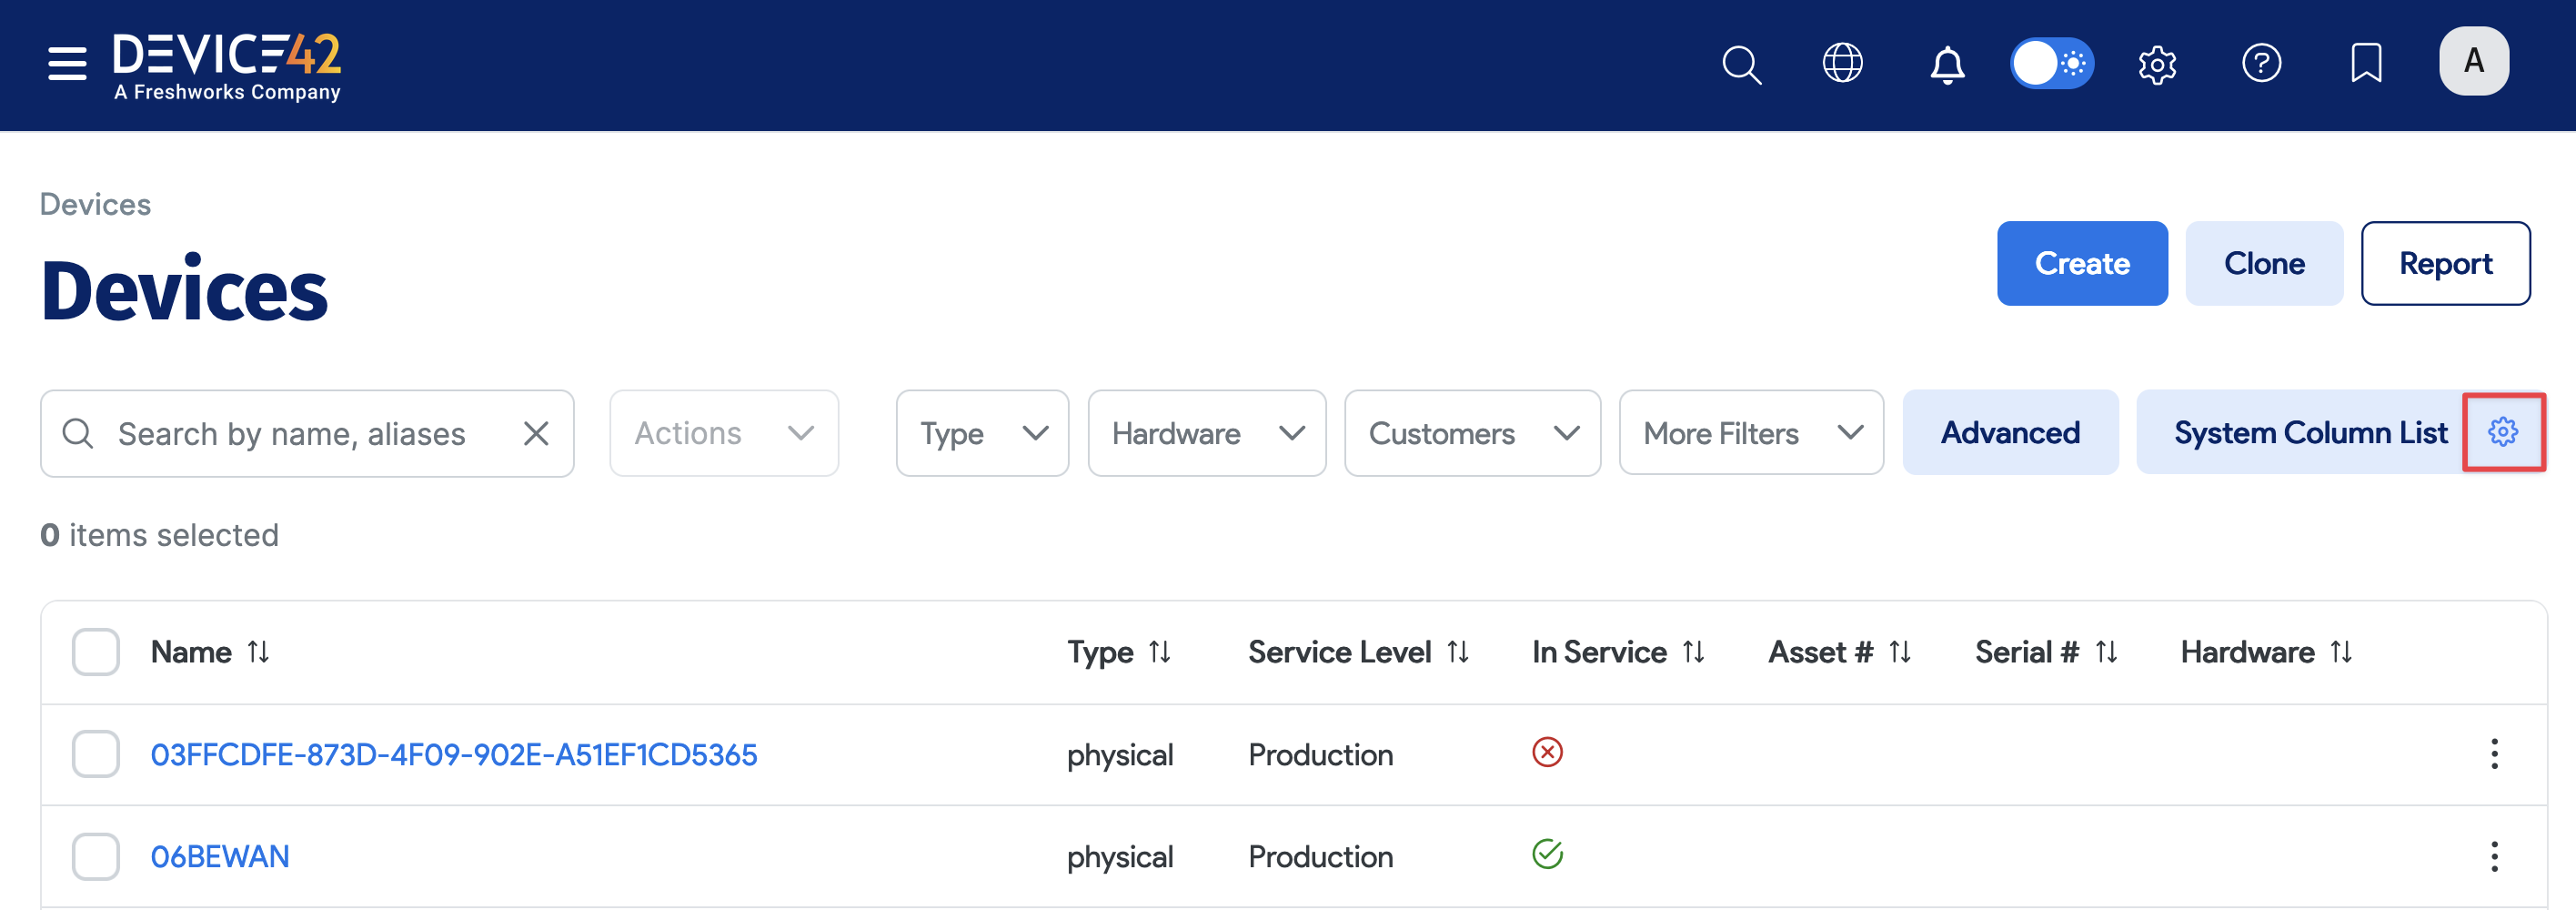 DEVICE42
A Freshworks Company
A
Devices
Devices
Create
Clone
Report
Search by name, aliases
Actions
Type
Hardware
Customers
More Filters
Advanced
System Column List
0 items selected
Name
Type
Service Level
In Service
Asset #
Serial #
Hardware
03FFCDFE-873D-4F09-902E-A51EF1CD5365
physical
Production
06BEWAN
physical
Production